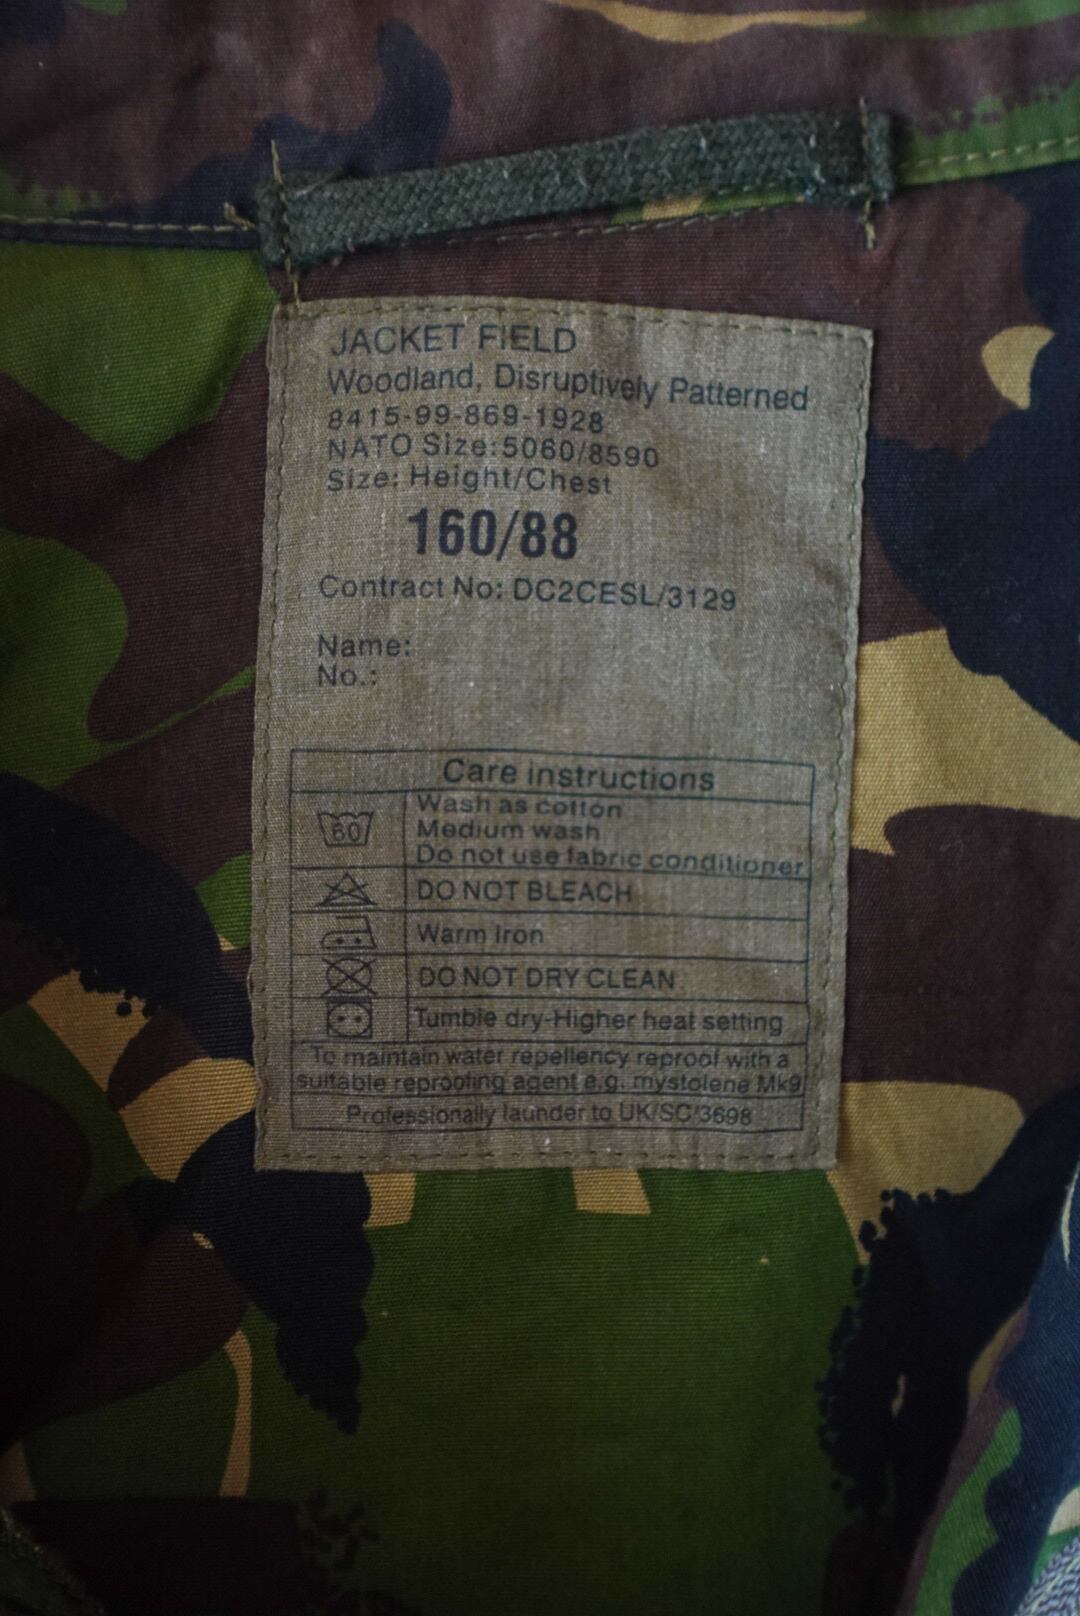 JACKET FIELD
Woodland, Disruptively Patterned
8415-99-869-1928
NATO Size:5060/8590
Size: Height/Chest
160/88
Contract No: DC2CESL/3129
Name:
No.:
Care instructions
60
Wash as cotton
Medium wash
Do not use fabric conditioner
DO NOT BLEACH
Warm iron
DO NOT DRY CLEAN
Tumble dry-Higher heat setting
To maintain water repellency reproof with a
suitable reproofing agent e.g. mystolene Mk9
Professionally launder to UK/SC/3698